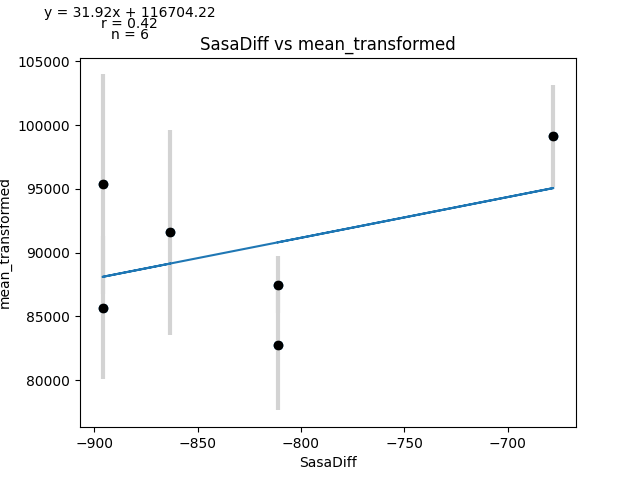 y = 31.92x + 116704.22
r = 0.42
n = 6
SasaDiff vs mean_transformed
105000
100000
95000
90000
85000
80000
mean_transformed
−900
−850
−800
−750
−700
SasaDiff